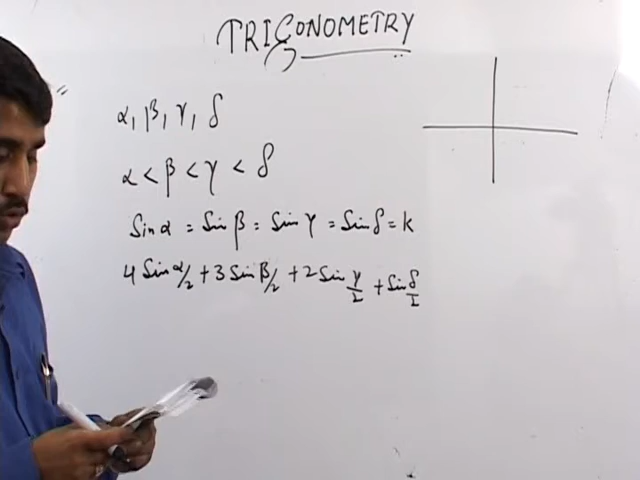 TRIGONOMETRY
α, β, γ, δ
α < β < γ < δ
Sin α = Sin β = Sin γ = Sin δ = k
4 Sin α/2 + 3 Sin β/2 + 2 Sin γ/2 + Sin δ/2